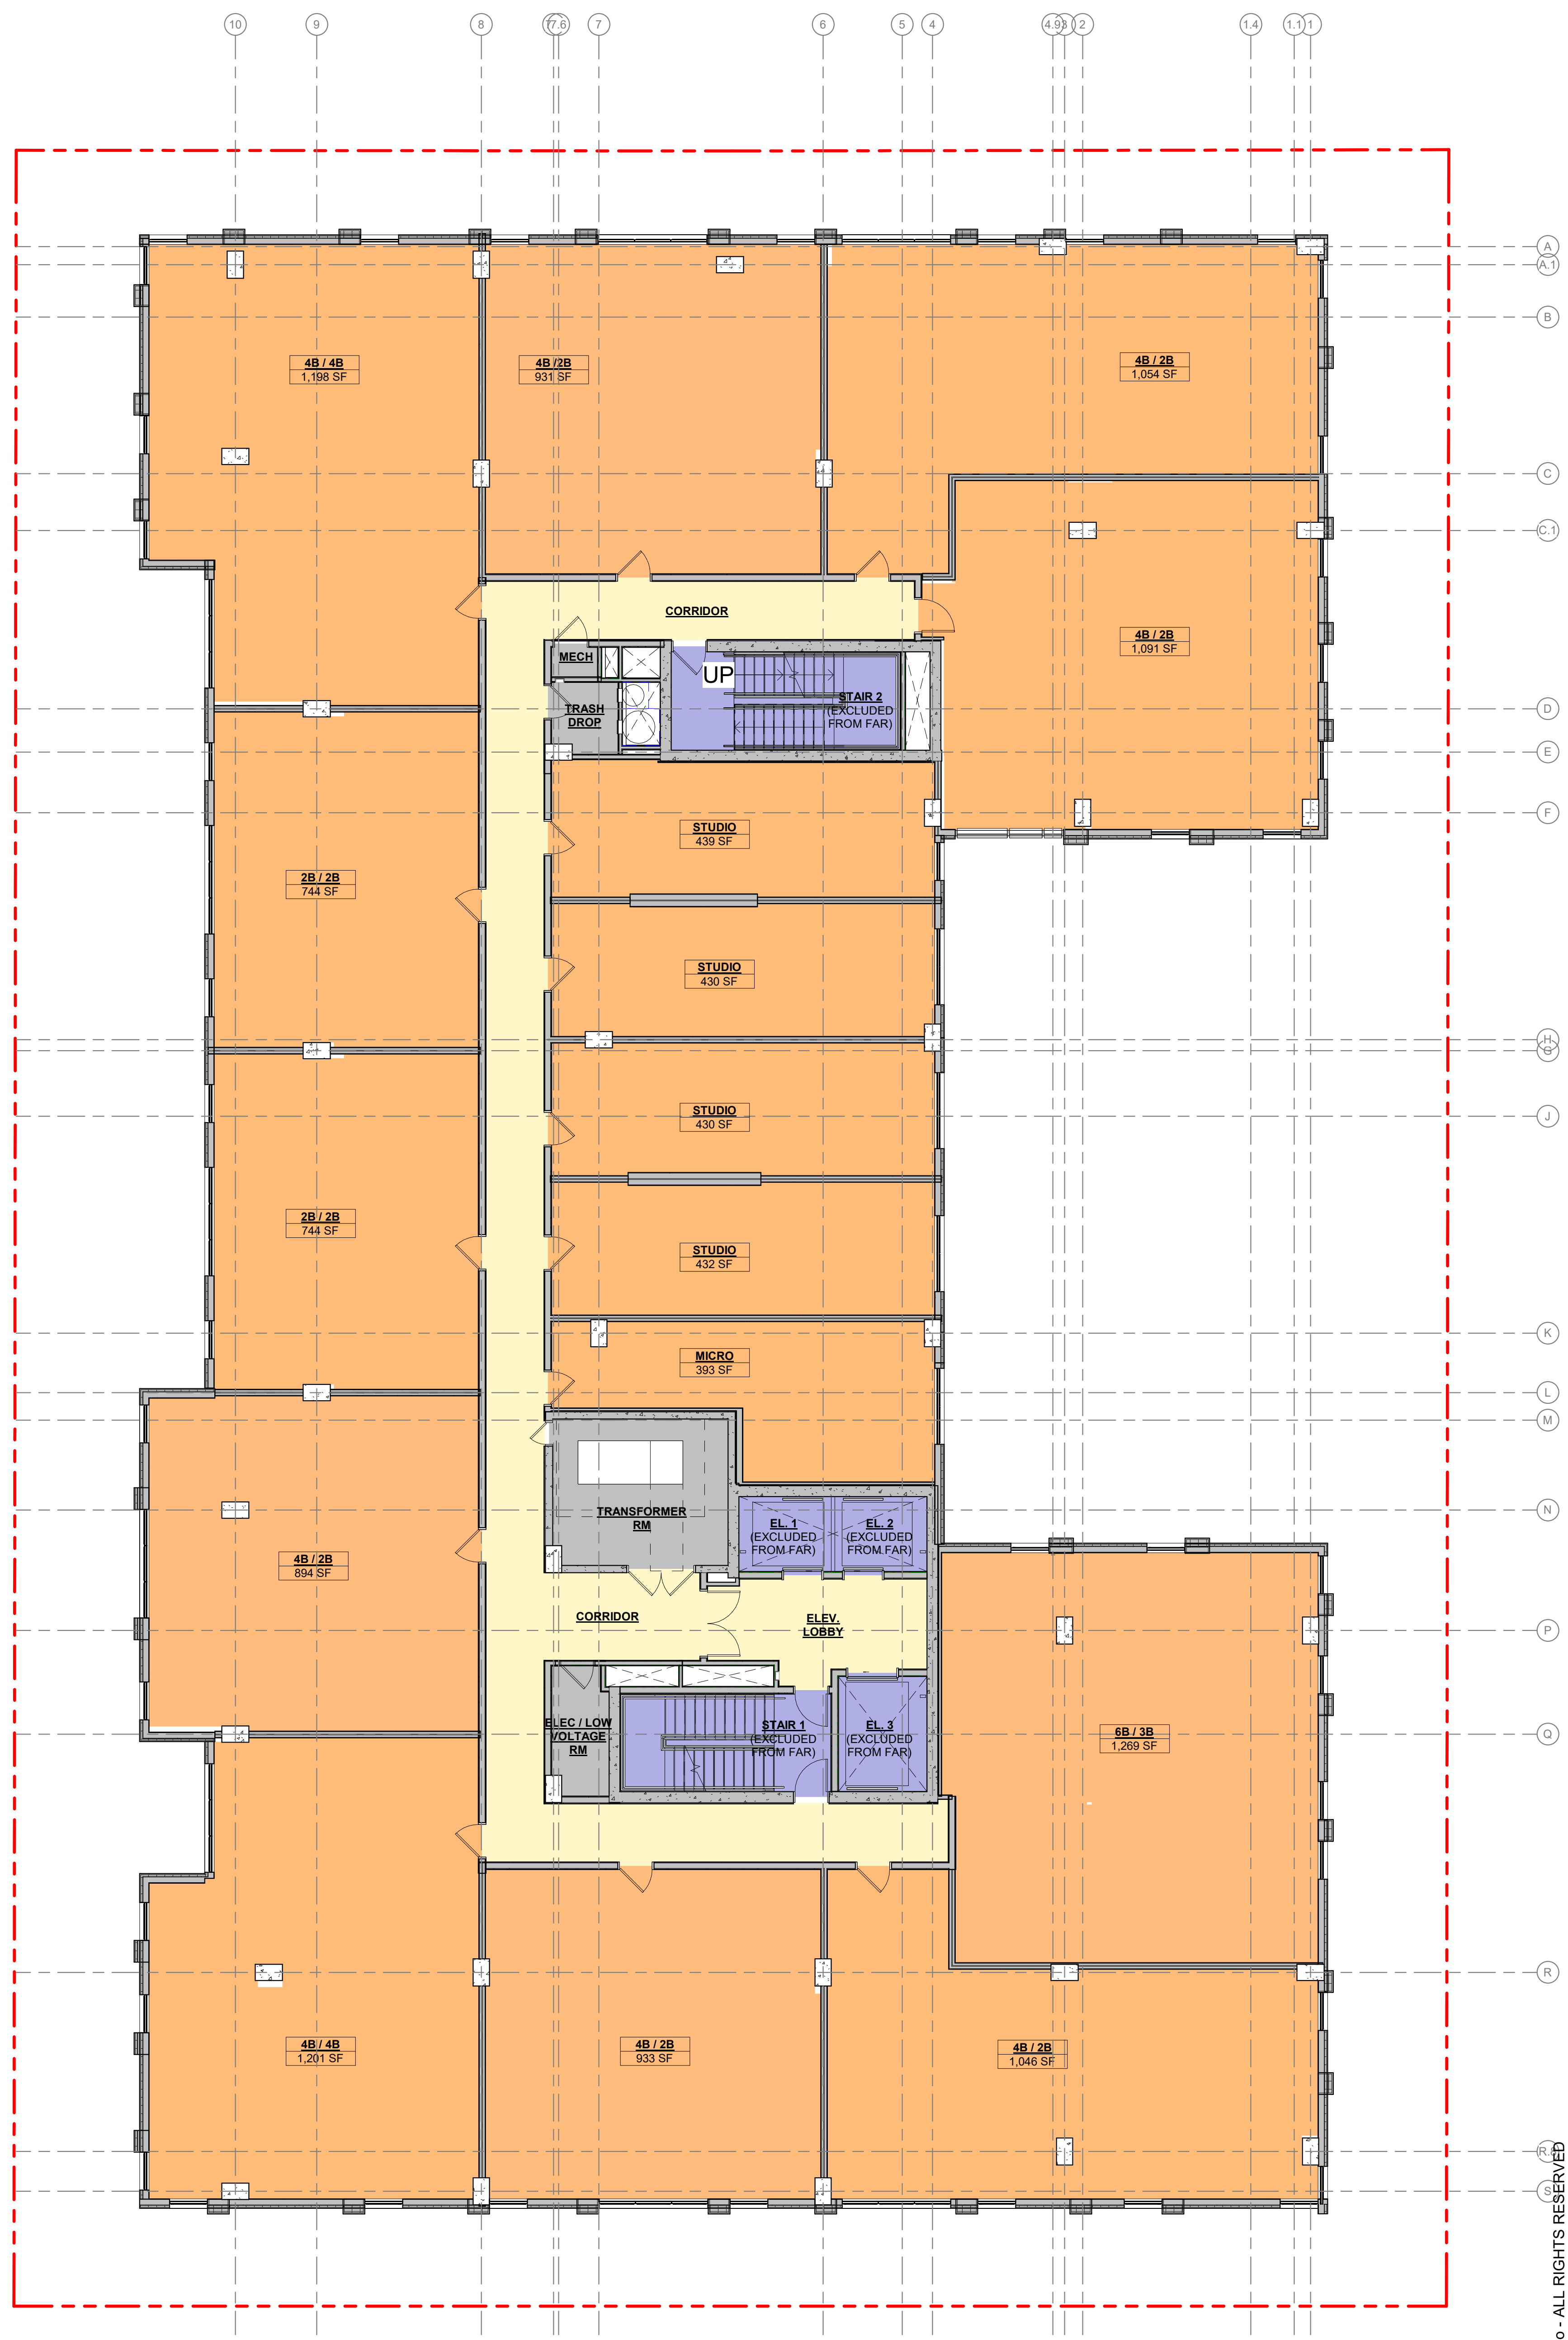 10 9 8 7.6 7 6 5 4 4.9 3 2 1.4 1.1 1
A
A.1
B
4B / 4B
1,198 SF
4B / 2B
931 SF
4B / 2B
1,054 SF
C
C.1
CORRIDOR
4B / 2B
1,091 SF
MECH
UP
STAIR 2
(EXCLUDED
FROM FAR)
TRASH
DROP
D
E
F
STUDIO
439 SF
2B / 2B
744 SF
STUDIO
430 SF
H
G
STUDIO
430 SF
J
2B / 2B
744 SF
STUDIO
432 SF
K
MICRO
393 SF
L
M
TRANSFORMER
RM
EL. 1
(EXCLUDED
FROM FAR)
EL. 2
(EXCLUDED
FROM FAR)
N
4B / 2B
894 SF
CORRIDOR
ELEV.
LOBBY
P
ELEC / LOW
VOLTAGE
RM
STAIR 1
(EXCLUDED
FROM FAR)
EL. 3
(EXCLUDED
FROM FAR)
6B / 3B
1,269 SF
Q
R
4B / 4B
1,201 SF
4B / 2B
933 SF
4B / 2B
1,046 SF
S
o - ALL RIGHTS RESERVED